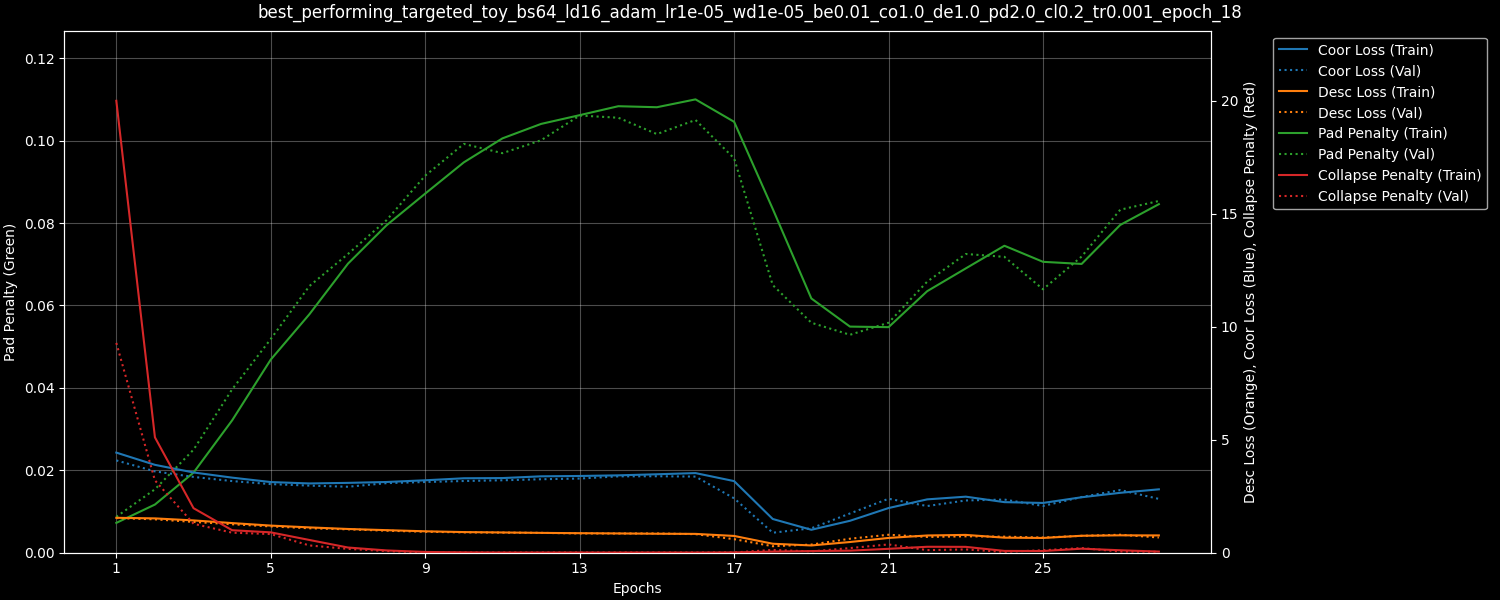 best_performing_targeted_toy_bs64_ld16_adam_lr1e-05_wd1e-05_be0.01_co1.0_de1.0_pd2.0_cl0.2_tr0.001_epoch_18
Pad Penalty (Green)
0.12
0.10
0.08
0.06
0.04
0.02
0.00
1
5
9
13
17
21
25
Epochs
20
15
10
5
0
Desc Loss (Orange), Coor Loss (Blue), Collapse Penalty (Red)
Coor Loss (Train)
Coor Loss (Val)
Desc Loss (Train)
Desc Loss (Val)
Pad Penalty (Train)
Pad Penalty (Val)
Collapse Penalty (Train)
Collapse Penalty (Val)